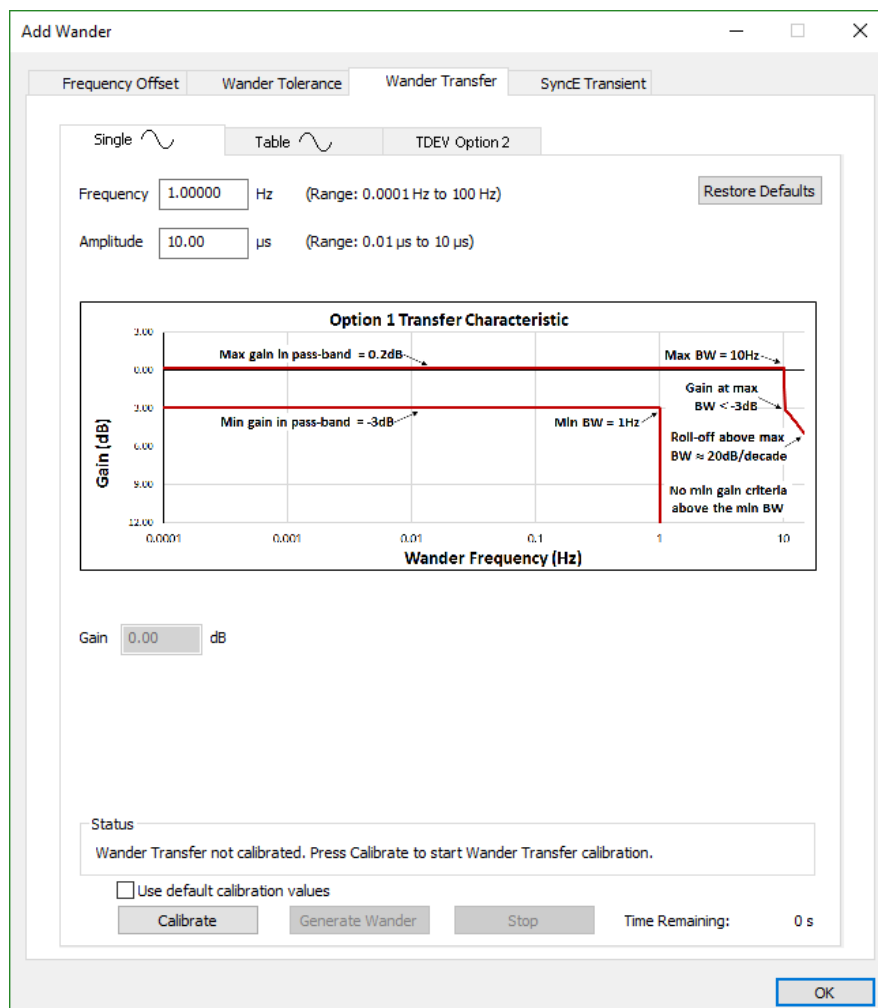 Add Wander
Frequency Offset Wander Tolerance Wander Transfer SyncE Transient
Single Table TDEV Option 2
Frequency 1.00000 Hz (Range: 0.0001 Hz to 100 Hz) Restore Defaults
Amplitude 10.00 µs (Range: 0.01 µs to 10 µs)
Option 1 Transfer Characteristic
3.00
Max gain in pass-band = 0.2dB Max BW = 10Hz
0.00
Gain at max
BW < -3dB
3.00
Min gain in pass-band = -3dB Min BW = 1Hz
Roll-off above max
BW ≈ 20dB/decade
6.00
No min gain criteria
above the min BW
9.00
12.00
Gain (dB)
0.0001 0.001 0.01 0.1 1 10
Wander Frequency (Hz)
Gain 0.00 dB
Status
Wander Transfer not calibrated. Press Calibrate to start Wander Transfer calibration.
Use default calibration values
Calibrate Generate Wander Stop Time Remaining: 0 s
OK